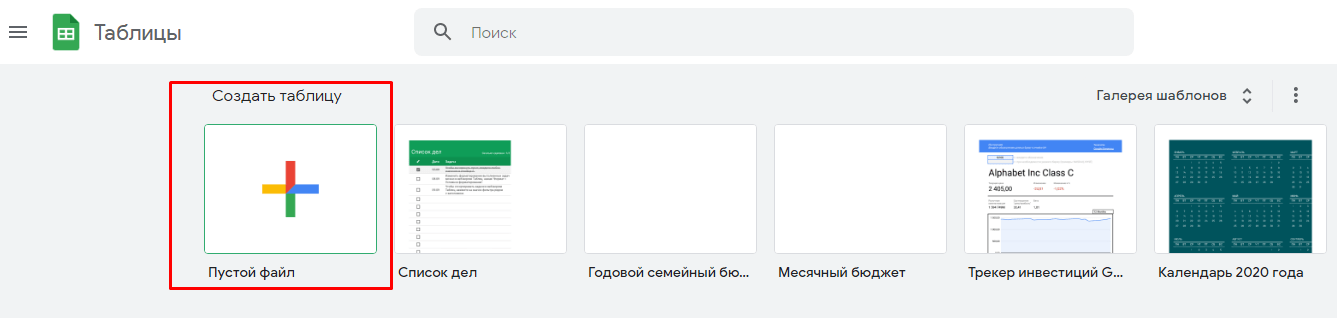 Таблицы
Поиск
Создать таблицу
Галерея шаблонов
Список дел
Alphabet Inc Class C
2 405,00
Пустой файл
Список дел
Годовой семейный бю...
Месячный бюджет
Трекер инвестиций G...
Календарь 2020 года